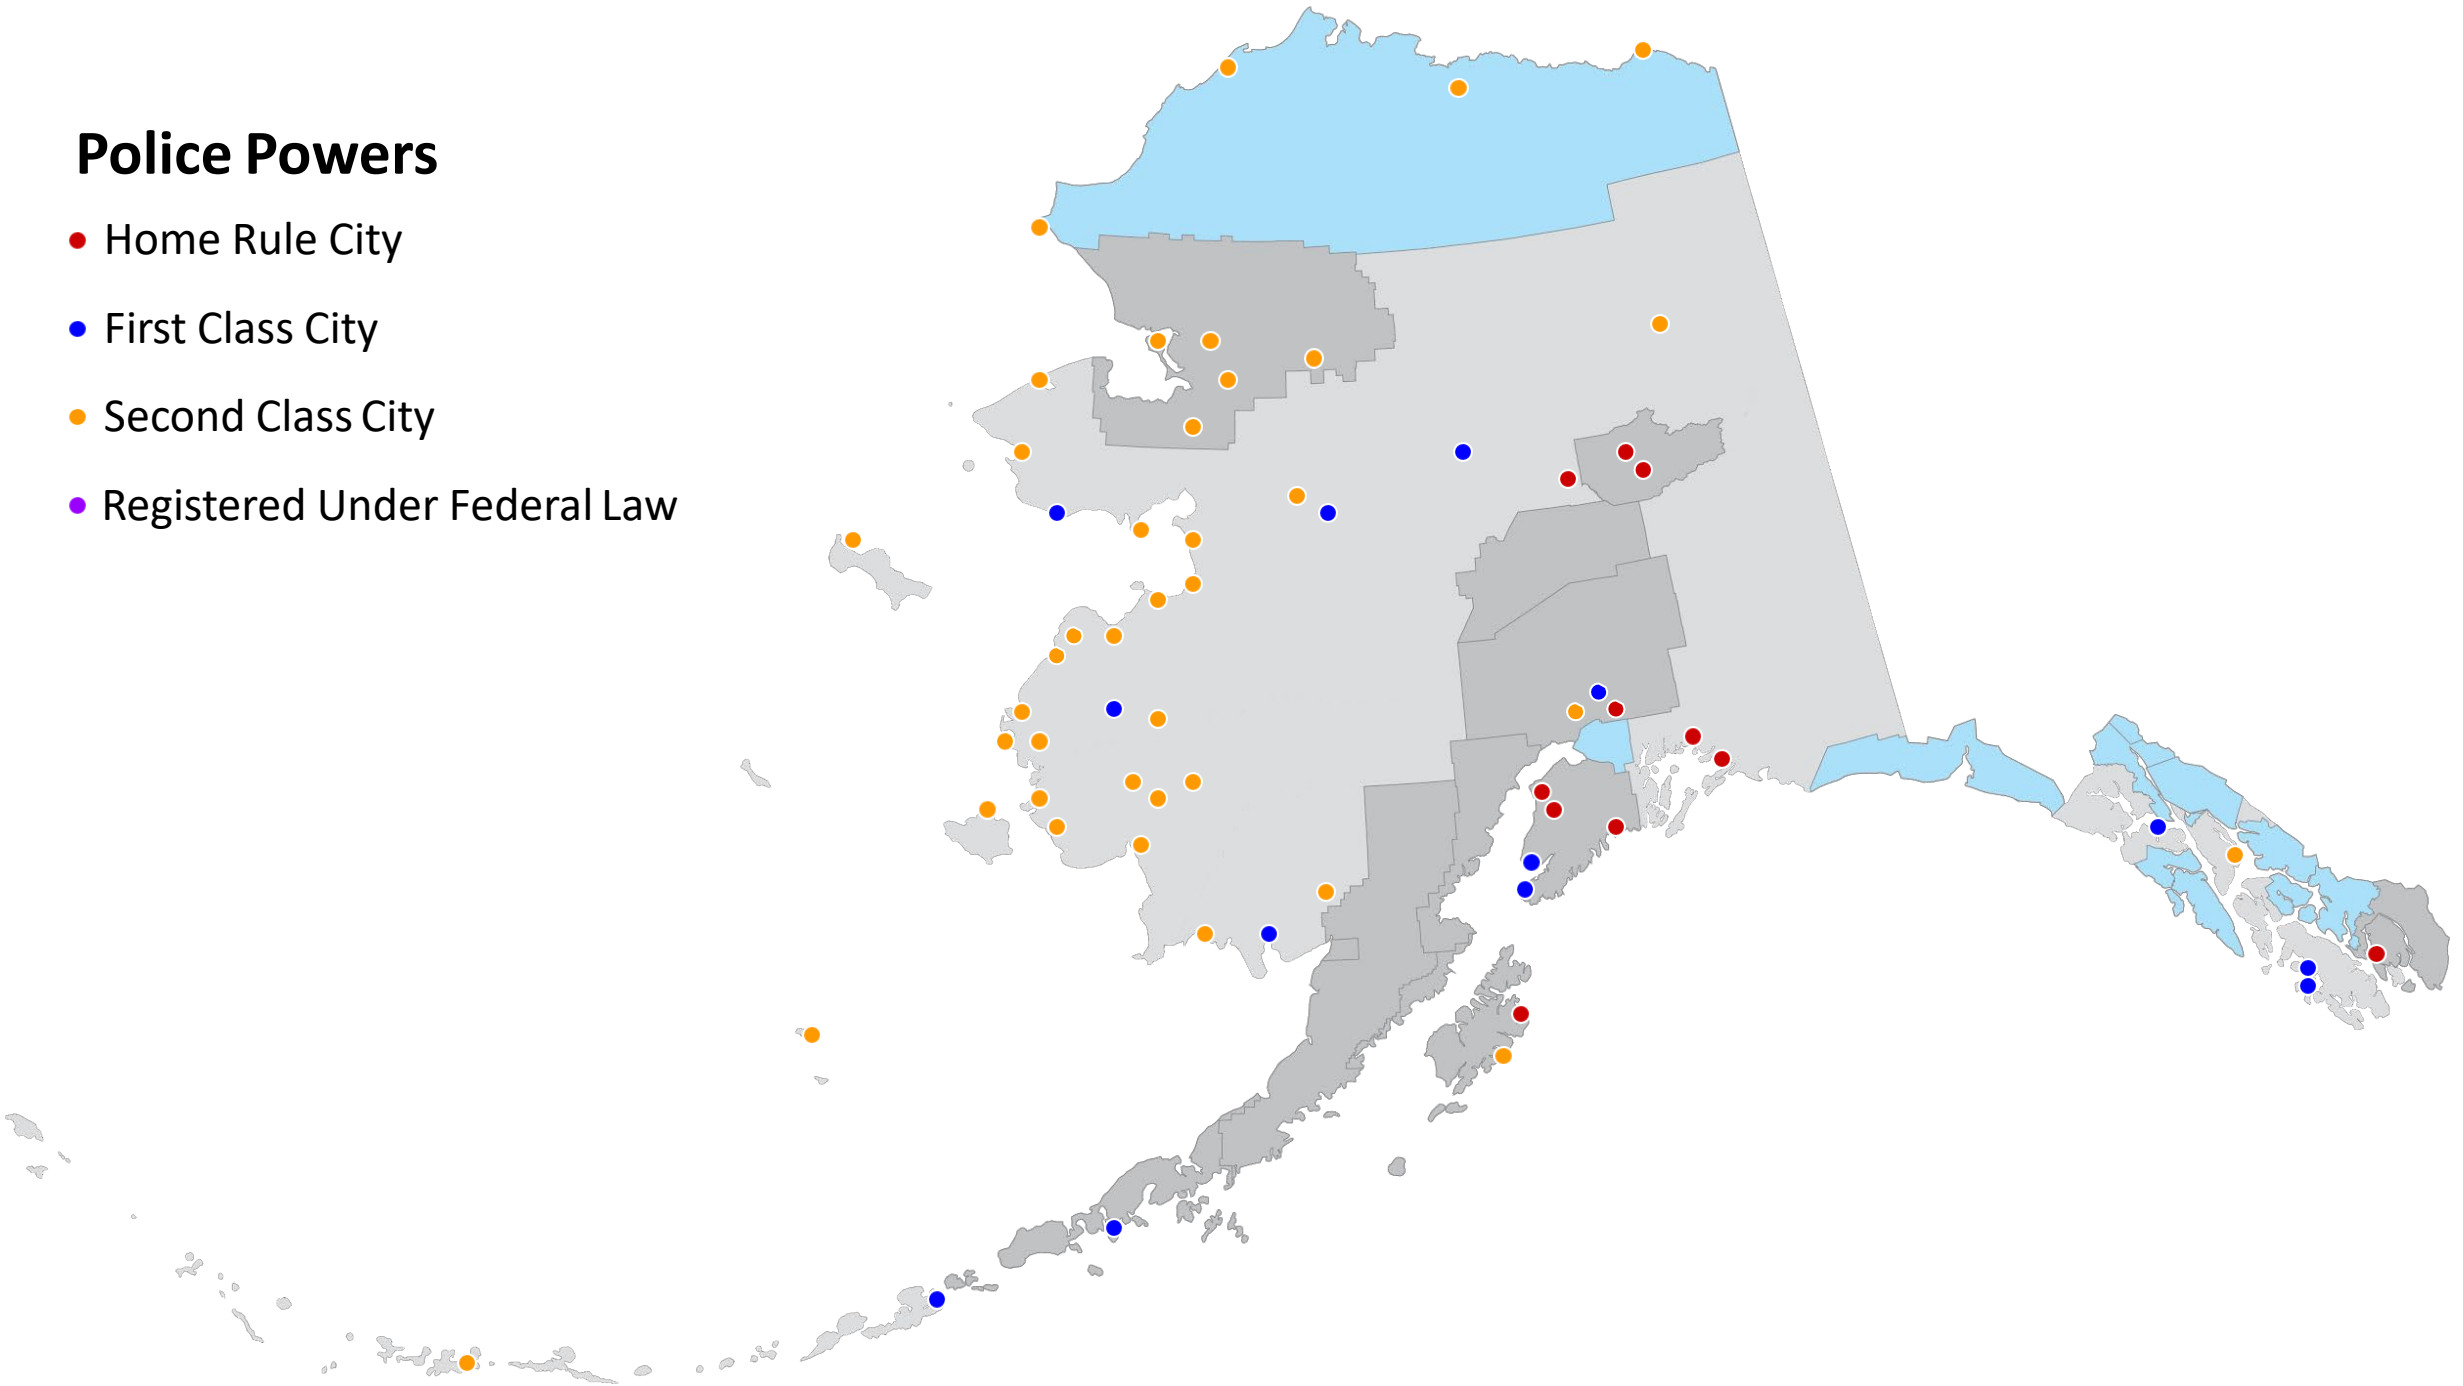 Police Powers
Home Rule City
First Class City
Second Class City
Registered Under Federal Law